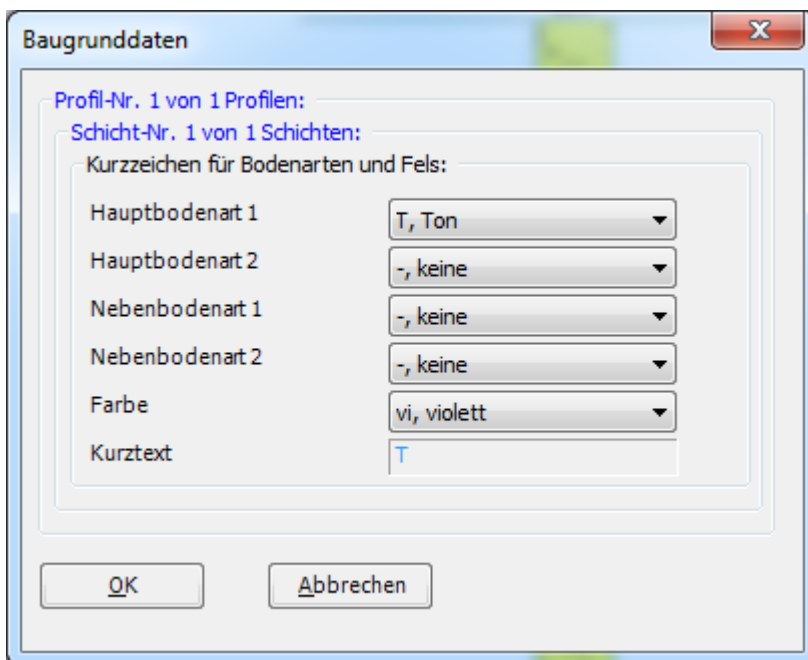 Baugrunddaten
Profil-Nr. 1 von 1 Profilen:
Schicht-Nr. 1 von 1 Schichten:
Kurzzeichen für Bodenarten und Fels:
Hauptbodenart 1 T, Ton
Hauptbodenart 2 -, keine
Nebenbodenart 1 -, keine
Nebenbodenart 2 -, keine
Farbe vi, violett
Kurztext T
OK Abbrechen